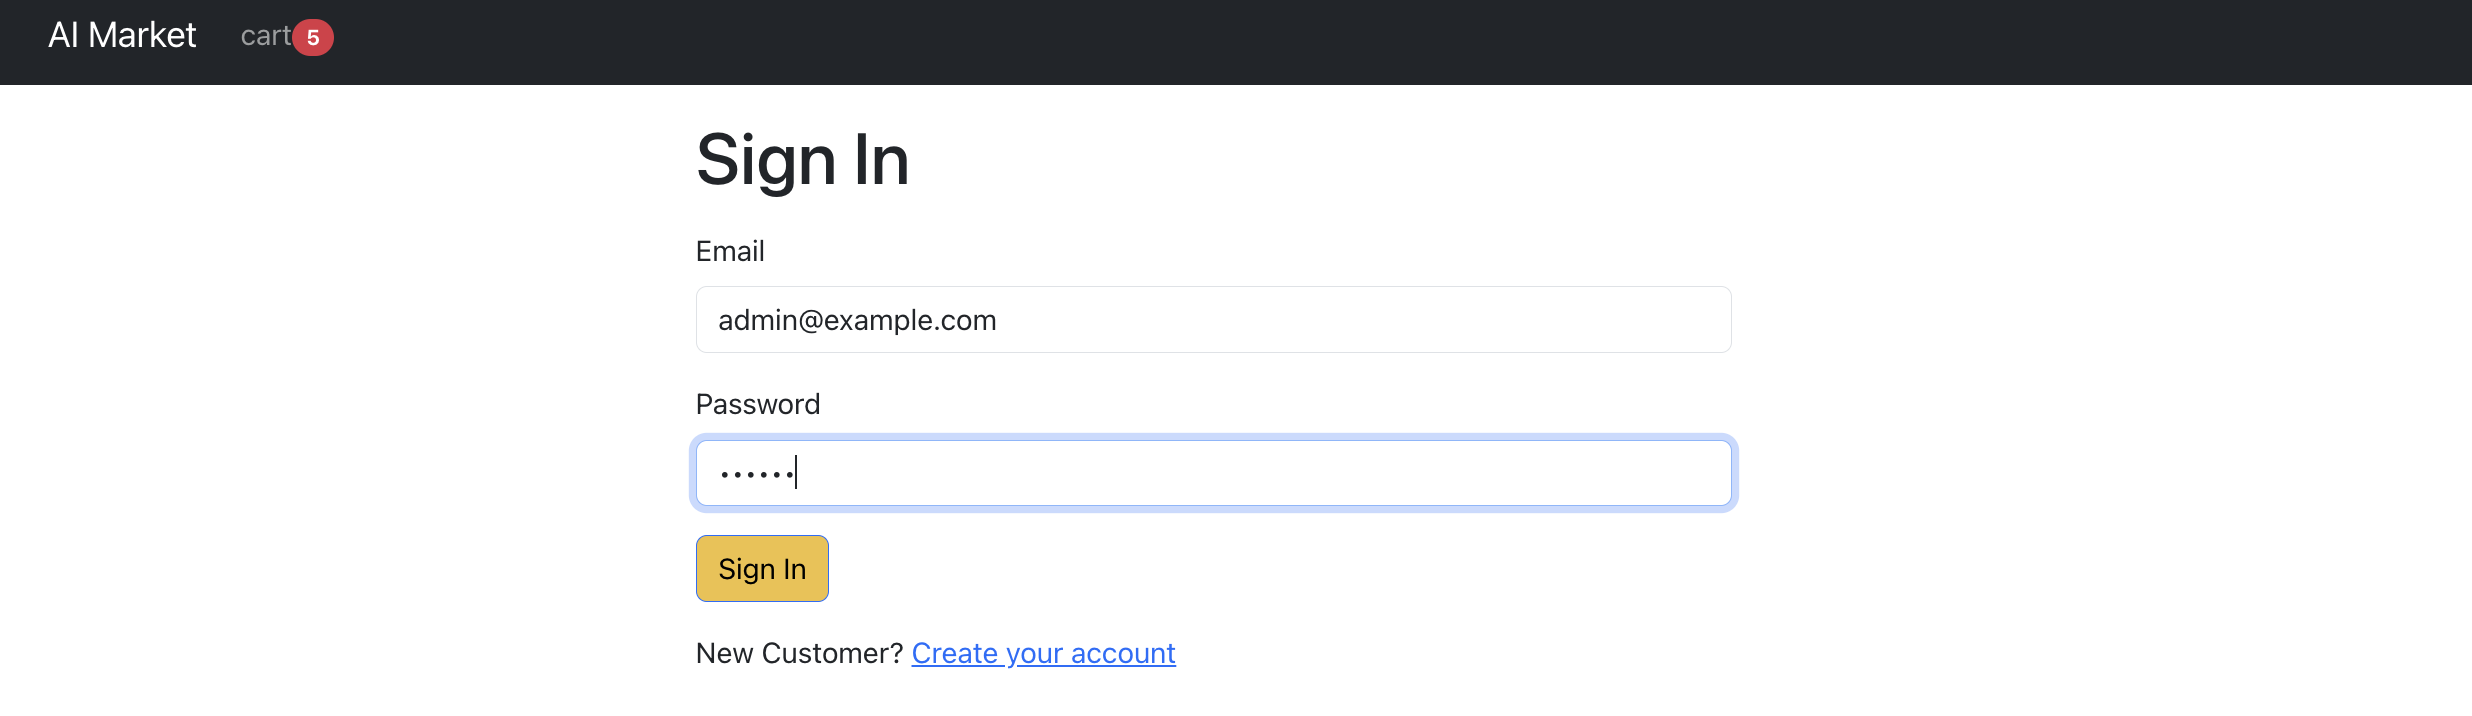 AI Market cart 5
Sign In
Email
admin@example.com
Password
••••••
Sign In
New Customer? Create your account